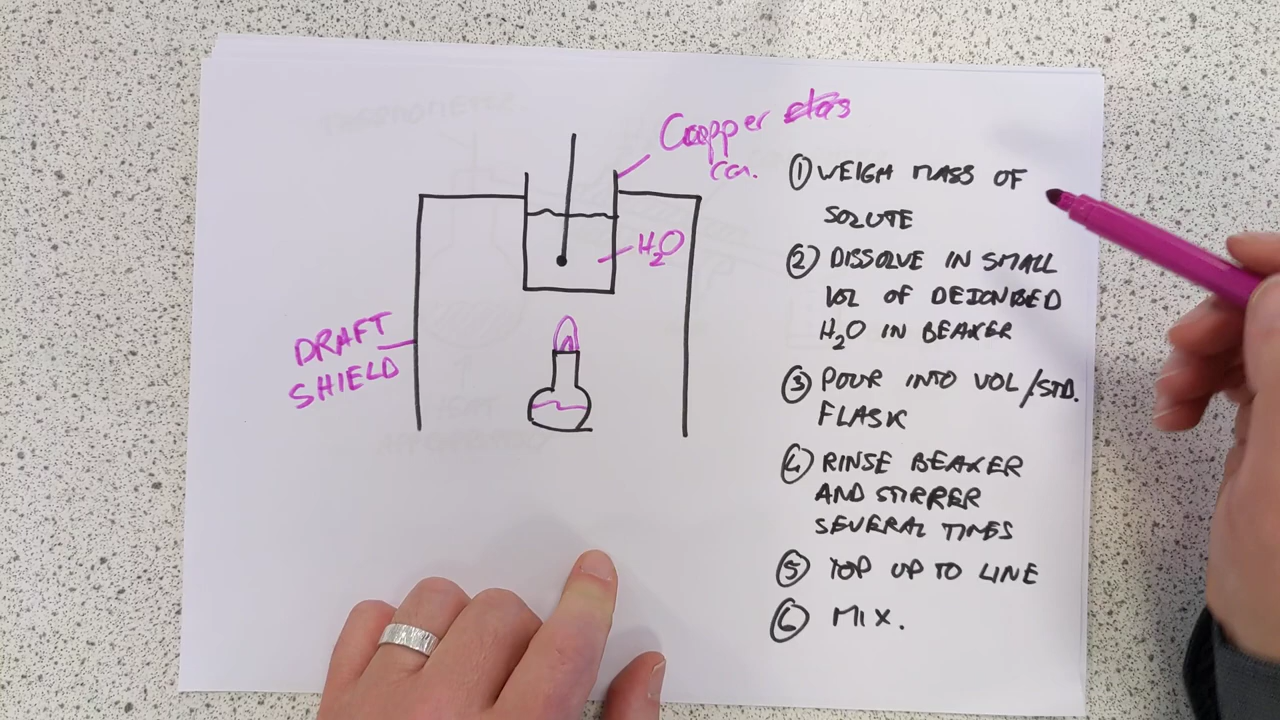 Copper
can.
H₂O
DRAFT
SHIELD
① WEIGH MASS OF
SOLUTE
② DISSOLVE IN SMALL
VOL OF DEIONISED
H₂O IN BEAKER
③ POUR INTO VOL/STD.
FLASK
④ RINSE BEAKER
AND STIRRER
SEVERAL TIMES
⑤ TOP UP TO LINE
⑥ MIX.